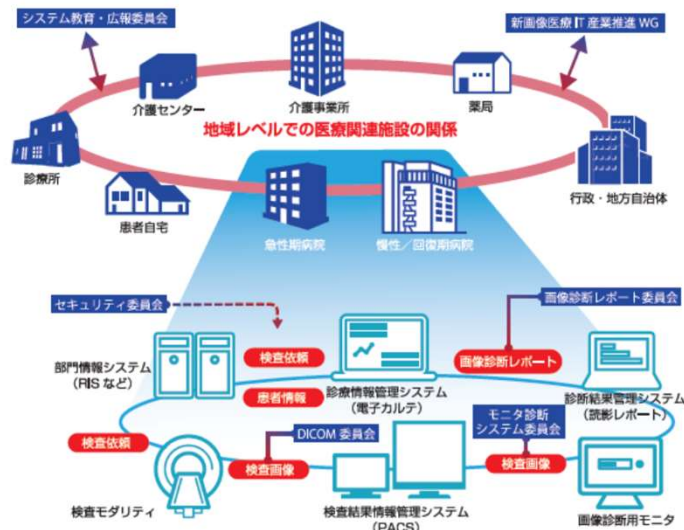 システム教育・広報委員会
新画像医療IT産業推進WG
介護センター
介護事業所
薬局
地域レベルでの医療関連施設の関係
診療所
行政・地方自治体
患者自宅
急性期病院
慢性／回復期病院
セキュリティ委員会
画像診断レポート委員会
検査依頼
画像診断レポート
部門情報システム
（RISなど）
患者情報
診療情報管理システム
（電子カルテ）
診断結果管理システム
（読影レポート）
検査依頼
DICOM委員会
モニタ診断
システム委員会
検査画像
検査画像
検査モダリティ
検査結果情報管理システム
（PACS）
画像診断用モニタ